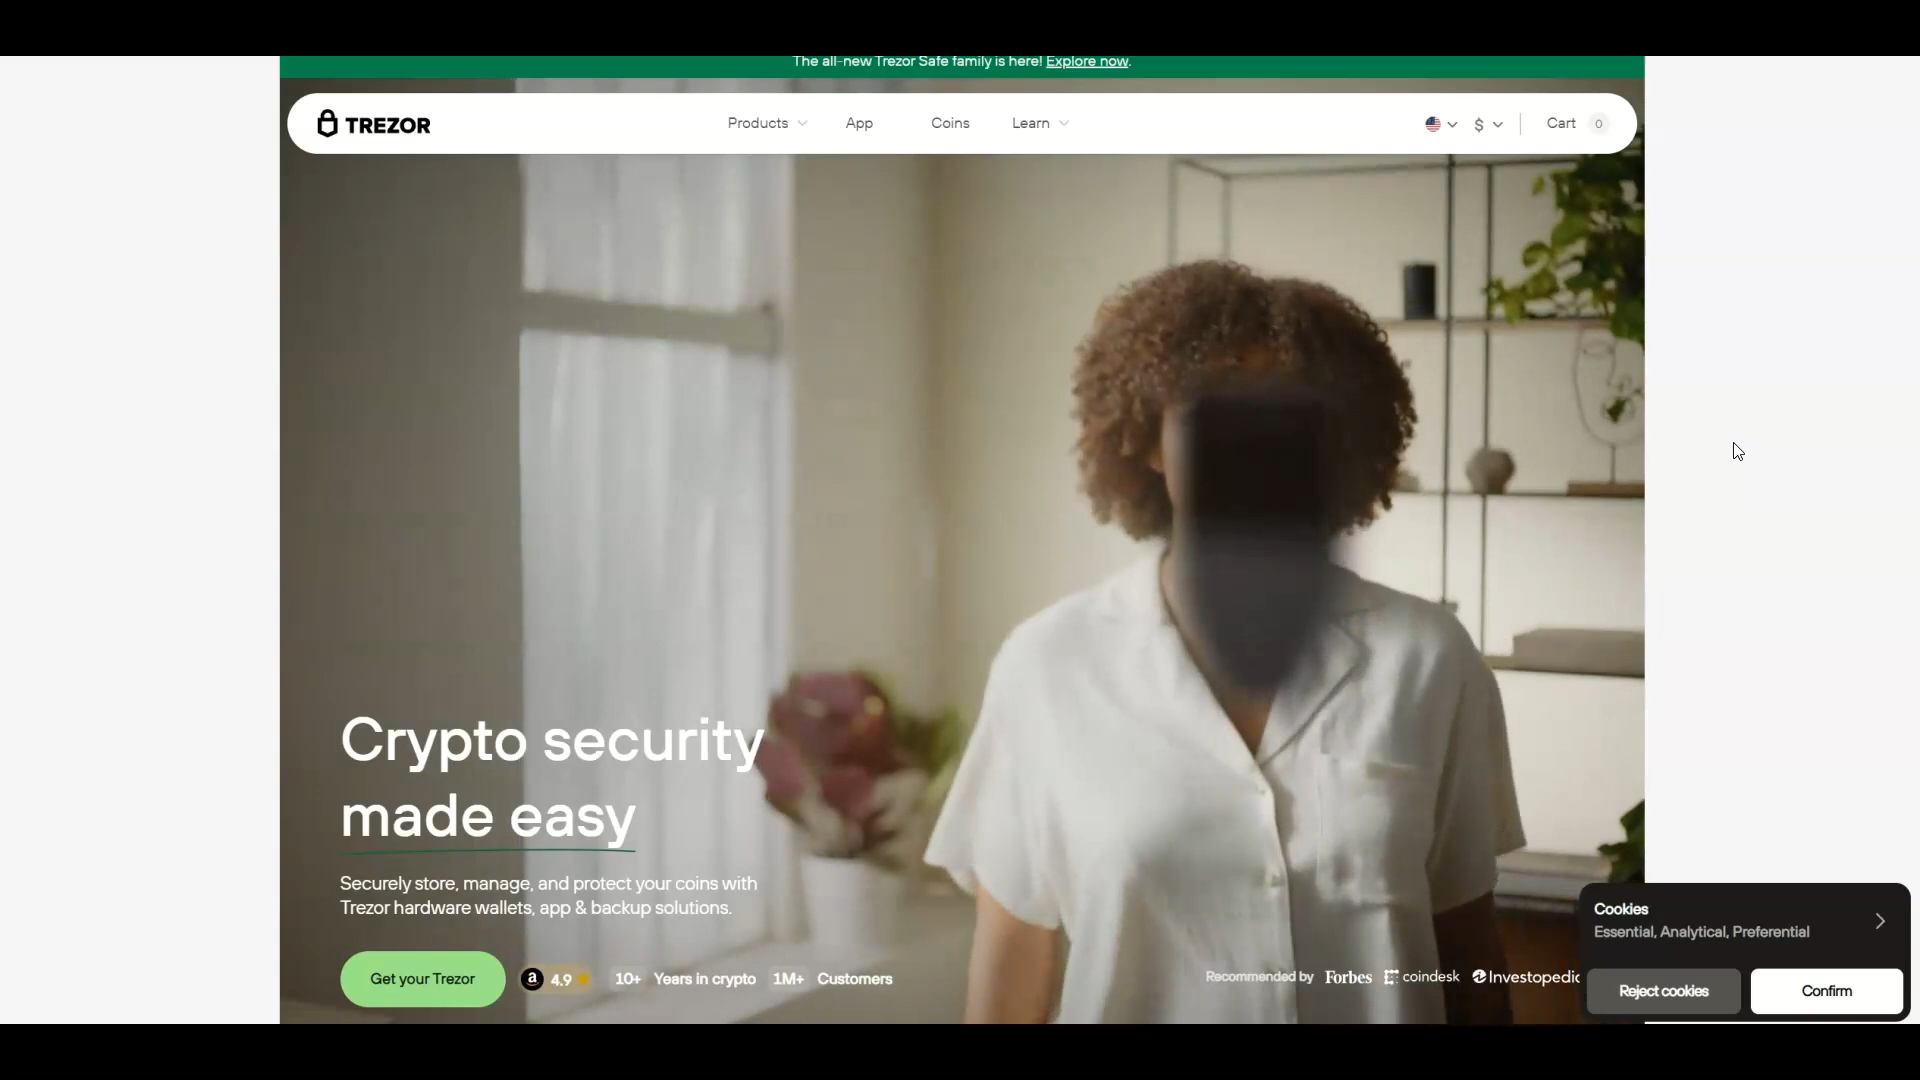 The all-new Trezor Safe family is here! Explore now.
TREZOR
Products
App
Coins
Learn
$
Cart 0
Crypto security
made easy
Securely store, manage, and protect your coins with
Trezor hardware wallets, app & backup solutions.
Get your Trezor
a 4.9
10+ Years in crypto
1M+ Customers
Recommended by Forbes coindesk Investopedic
Cookies
Essential, Analytical, Preferential
Reject cookies
Confirm